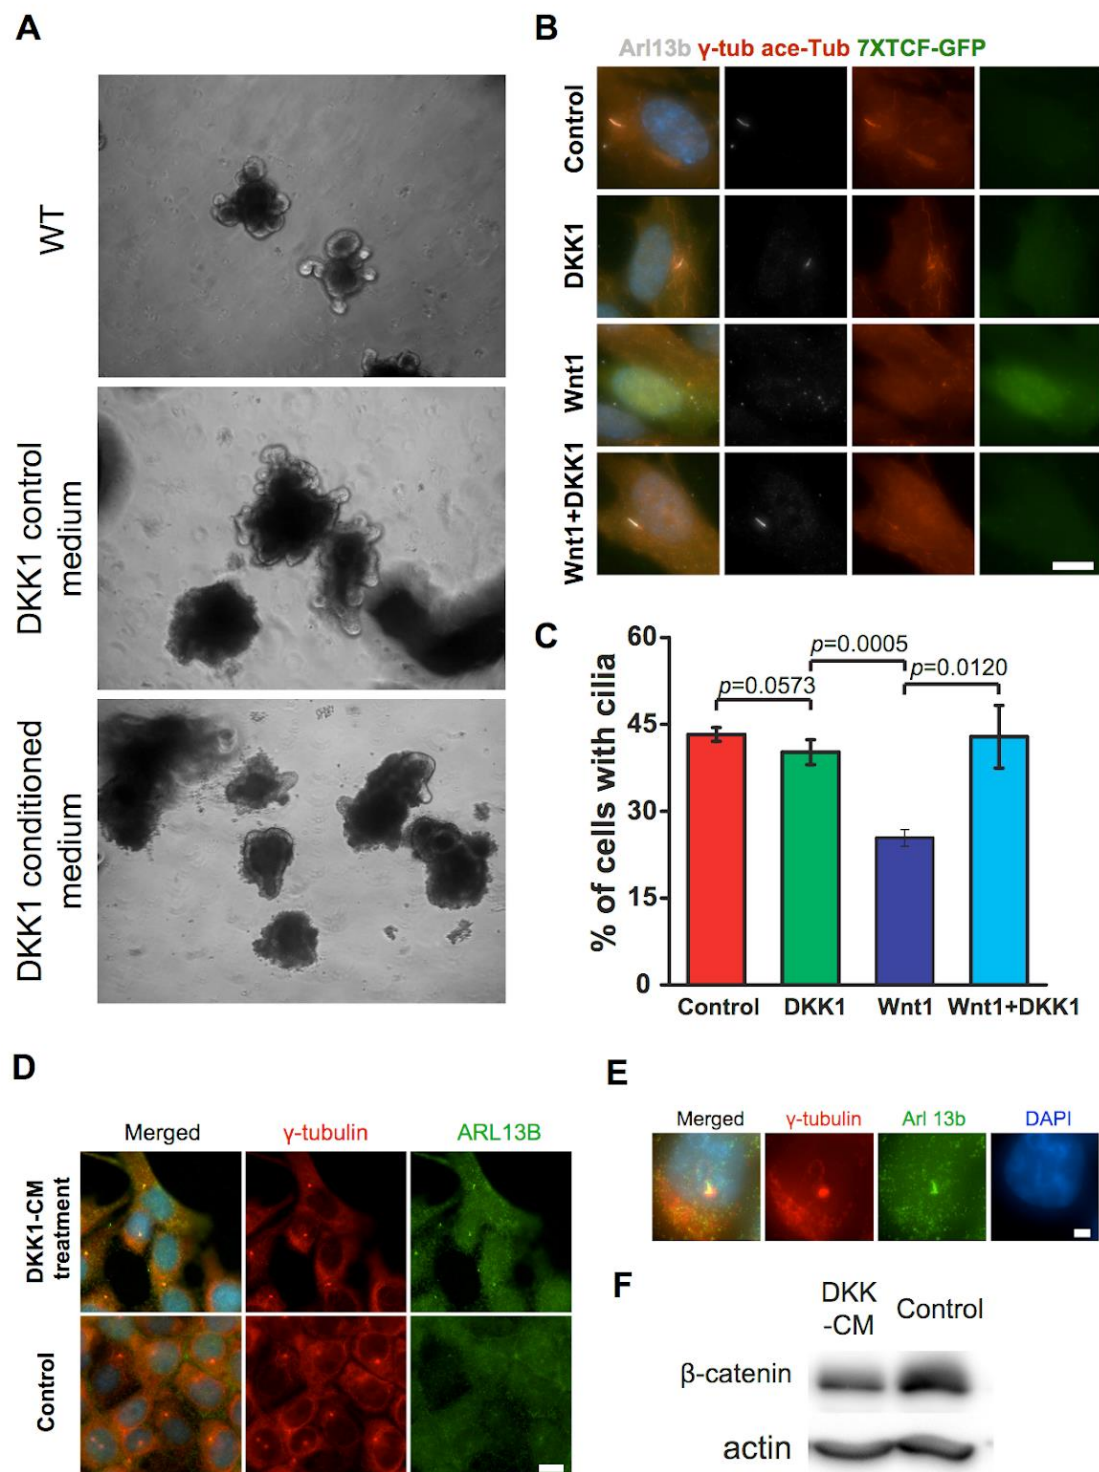 A
WT
DKK1 control
medium
DKK1 conditioned
medium
B
Arl13b γ-tub ace-Tub 7XTCF-GFP
Control
DKK1
Wnt1
Wnt1+DKK1
C
% of cells with cilia
60
45
30
15
0
p=0.0005
p=0.0573
p=0.0120
Control DKK1 Wnt1 Wnt1+DKK1
D
Merged γ-tubulin ARL13B
DKK1-CM
treatment
Control
E
Merged γ-tubulin Arl 13b DAPI
F
DKK
-CM
Control
β-catenin
actin